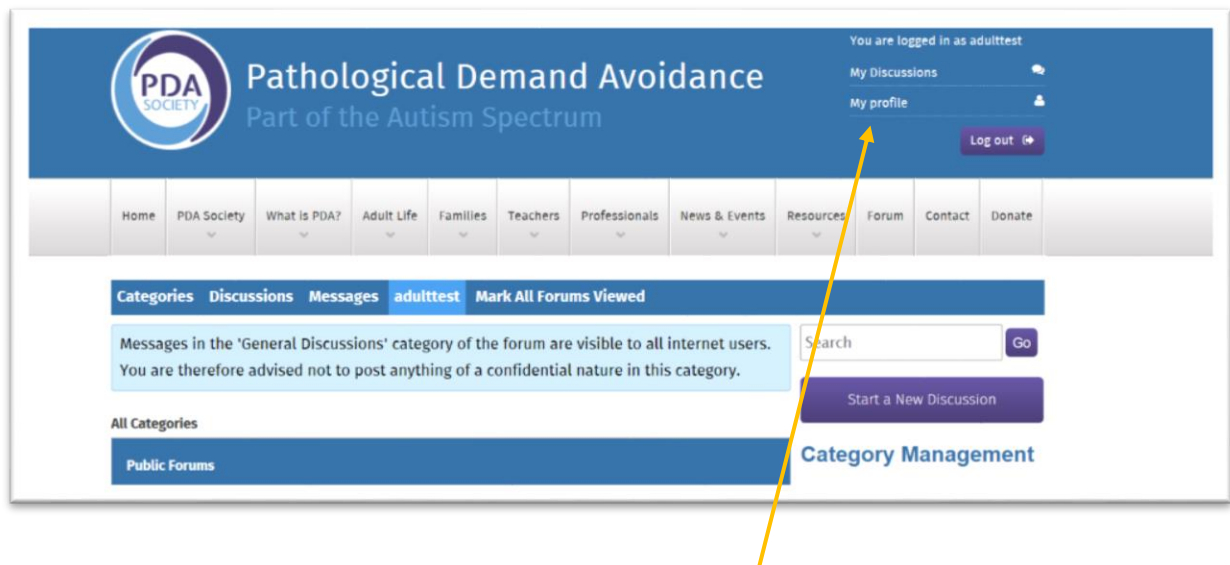 You are logged in as adulttest
PDA
SOCIETY
Pathological Demand Avoidance
Part of the Autism Spectrum
My Discussions
My profile
Log out
Home PDA Society What is PDA? Adult Life Families Teachers Professionals News & Events Resources Forum Contact Donate
Categories Discussions Messages adulttest Mark All Forums Viewed
Messages in the 'General Discussions' category of the forum are visible to all internet users.
You are therefore advised not to post anything of a confidential nature in this category.
Search Go
Start a New Discussion
All Categories
Public Forums
Category Management